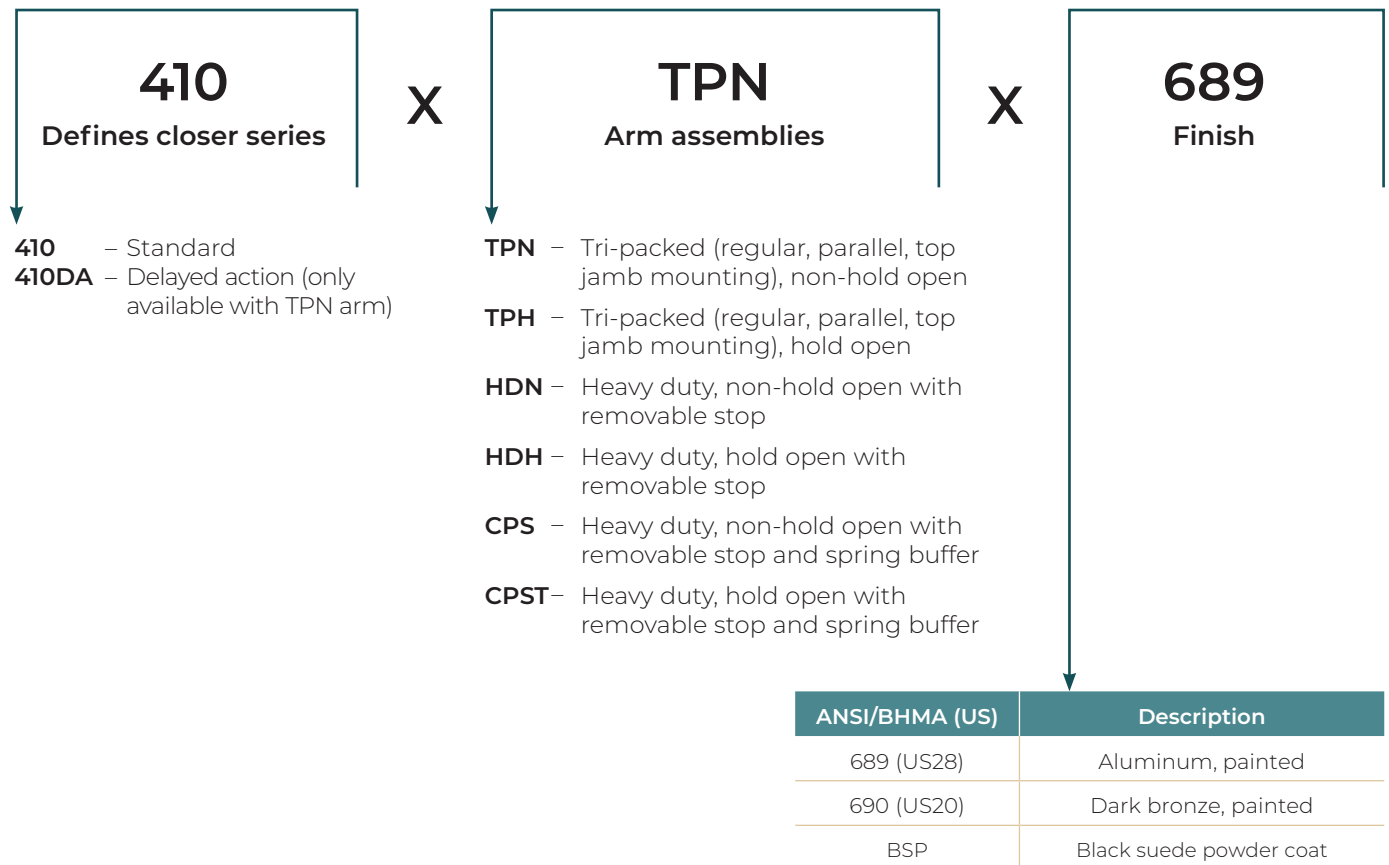 410 X TPN X 689
Defines closer series Arm assemblies Finish
410 – Standard
410DA – Delayed action (only
available with TPN arm)
TPN – Tri-packed (regular, parallel, top
jamb mounting), non-hold open
TPH – Tri-packed (regular, parallel, top
jamb mounting), hold open
HDN – Heavy duty, non-hold open with
removable stop
HDH – Heavy duty, hold open with
removable stop
CPS – Heavy duty, non-hold open with
removable stop and spring buffer
CPST – Heavy duty, hold open with
removable stop and spring buffer
ANSI/BHMA (US) Description
689 (US28) Aluminum, painted
690 (US20) Dark bronze, painted
BSP Black suede powder coat